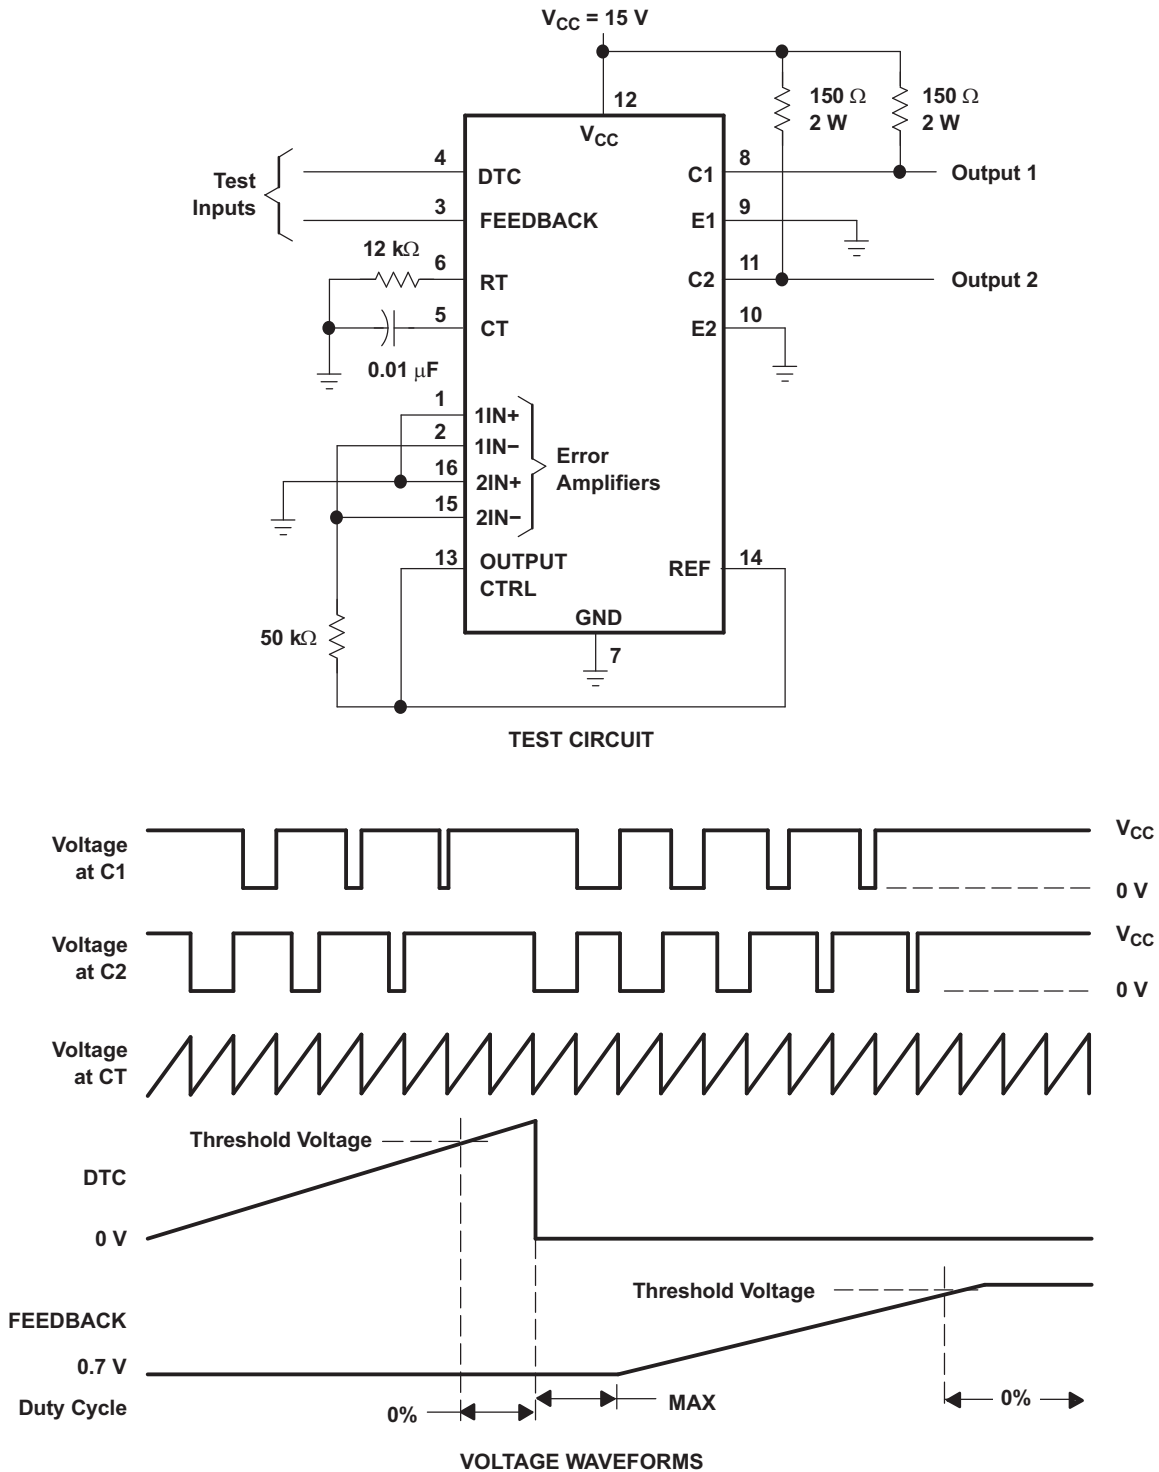 V_CC = 15 V
12
150 Ω
2 W
150 Ω
2 W
V_CC
Test
Inputs
4
DTC
3
FEEDBACK
12 kΩ
6
RT
5
CT
0.01 μF
C1
8
Output 1
E1
9
C2
11
Output 2
E2
10
1
1IN+
2
1IN−
16
2IN+
15
2IN−
Error
Amplifiers
13
OUTPUT
CTRL
REF
14
GND
7
50 kΩ
TEST CIRCUIT
Voltage
at C1
V_CC
0 V
Voltage
at C2
V_CC
0 V
Voltage
at CT
Threshold Voltage
DTC
0 V
Threshold Voltage
FEEDBACK
0.7 V
Duty Cycle
0%
MAX
0%
VOLTAGE WAVEFORMS